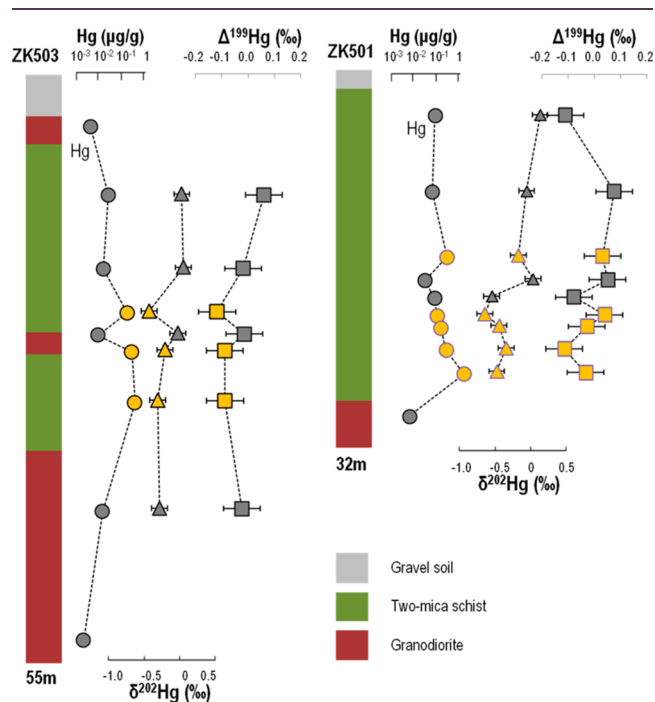 Hg (µg/g)
Δ¹⁹⁹Hg (‰)
ZK503
10⁻³ 10⁻² 10⁻¹ 1
-0.2 -0.1 0.0 0.1 0.2
Hg
55m
-1.0 -0.5 0 0.5
δ²⁰²Hg (‰)
Hg (µg/g)
Δ¹⁹⁹Hg (‰)
ZK501
10⁻³ 10⁻² 10⁻¹ 1
-0.2 -0.1 0.0 0.1 0.2
Hg
32m
-1.0 -0.5 0 0.5
δ²⁰²Hg (‰)
Gravel soil
Two-mica schist
Granodiorite